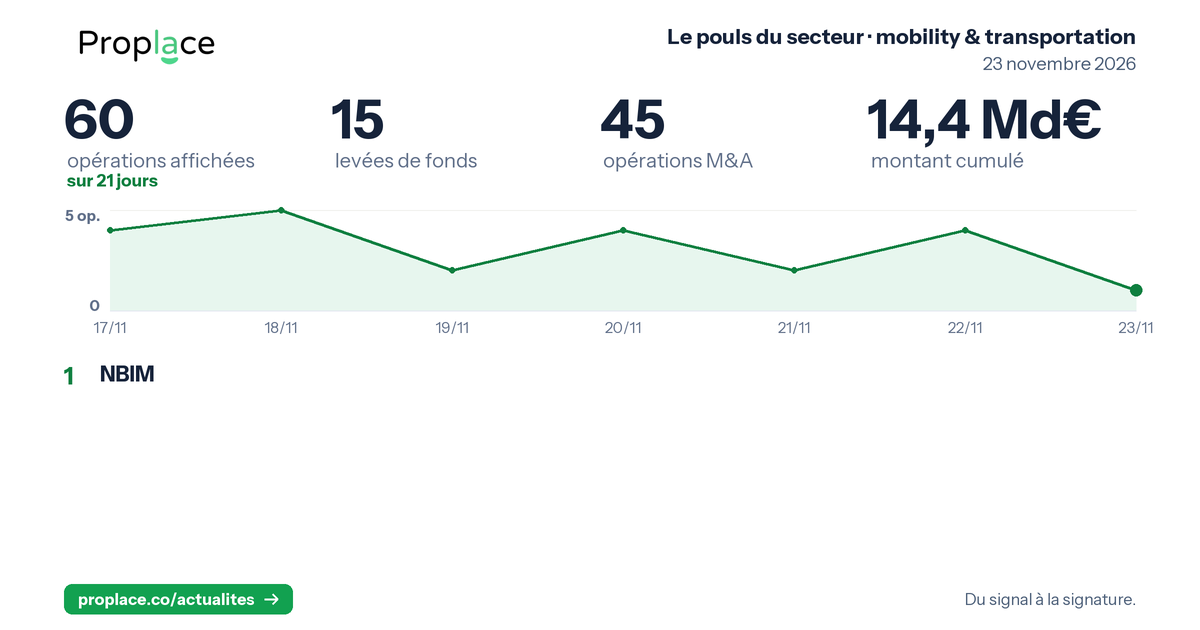 Proplace
Le pouls du secteur · mobility & transportation
23 novembre 2026
60
opérations affichées
sur 21 jours
15
levées de fonds
45
opérations M&A
14,4 Md€
montant cumulé
5 op.
0
17/11 18/11 19/11 20/11 21/11 22/11 23/11
1 NBIM
proplace.co/actualites →
Du signal à la signature.